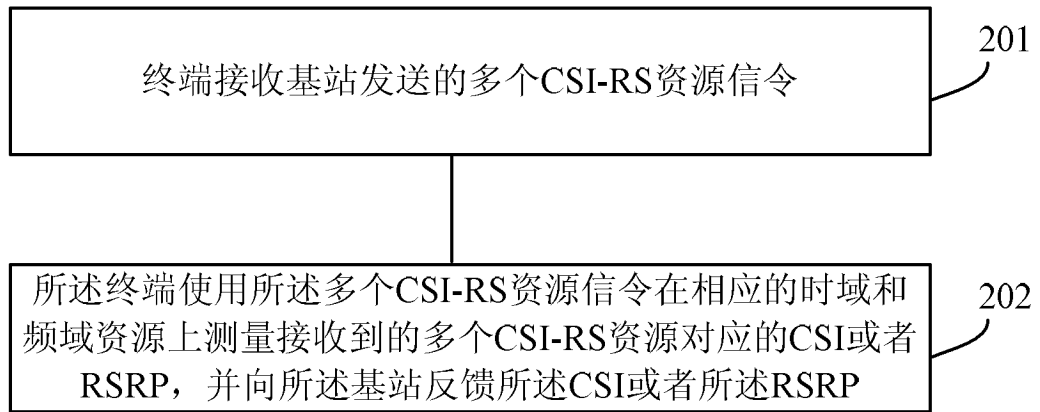 201
终端接收基站发送的多个CSI-RS资源信令
所述终端使用所述多个CSI-RS资源信令在相应的时域和
202
频域资源上测量接收到的多个CSI-RS资源对应的CSI或者
RSRP，并向所述基站反馈所述CSI或者所述RSRP